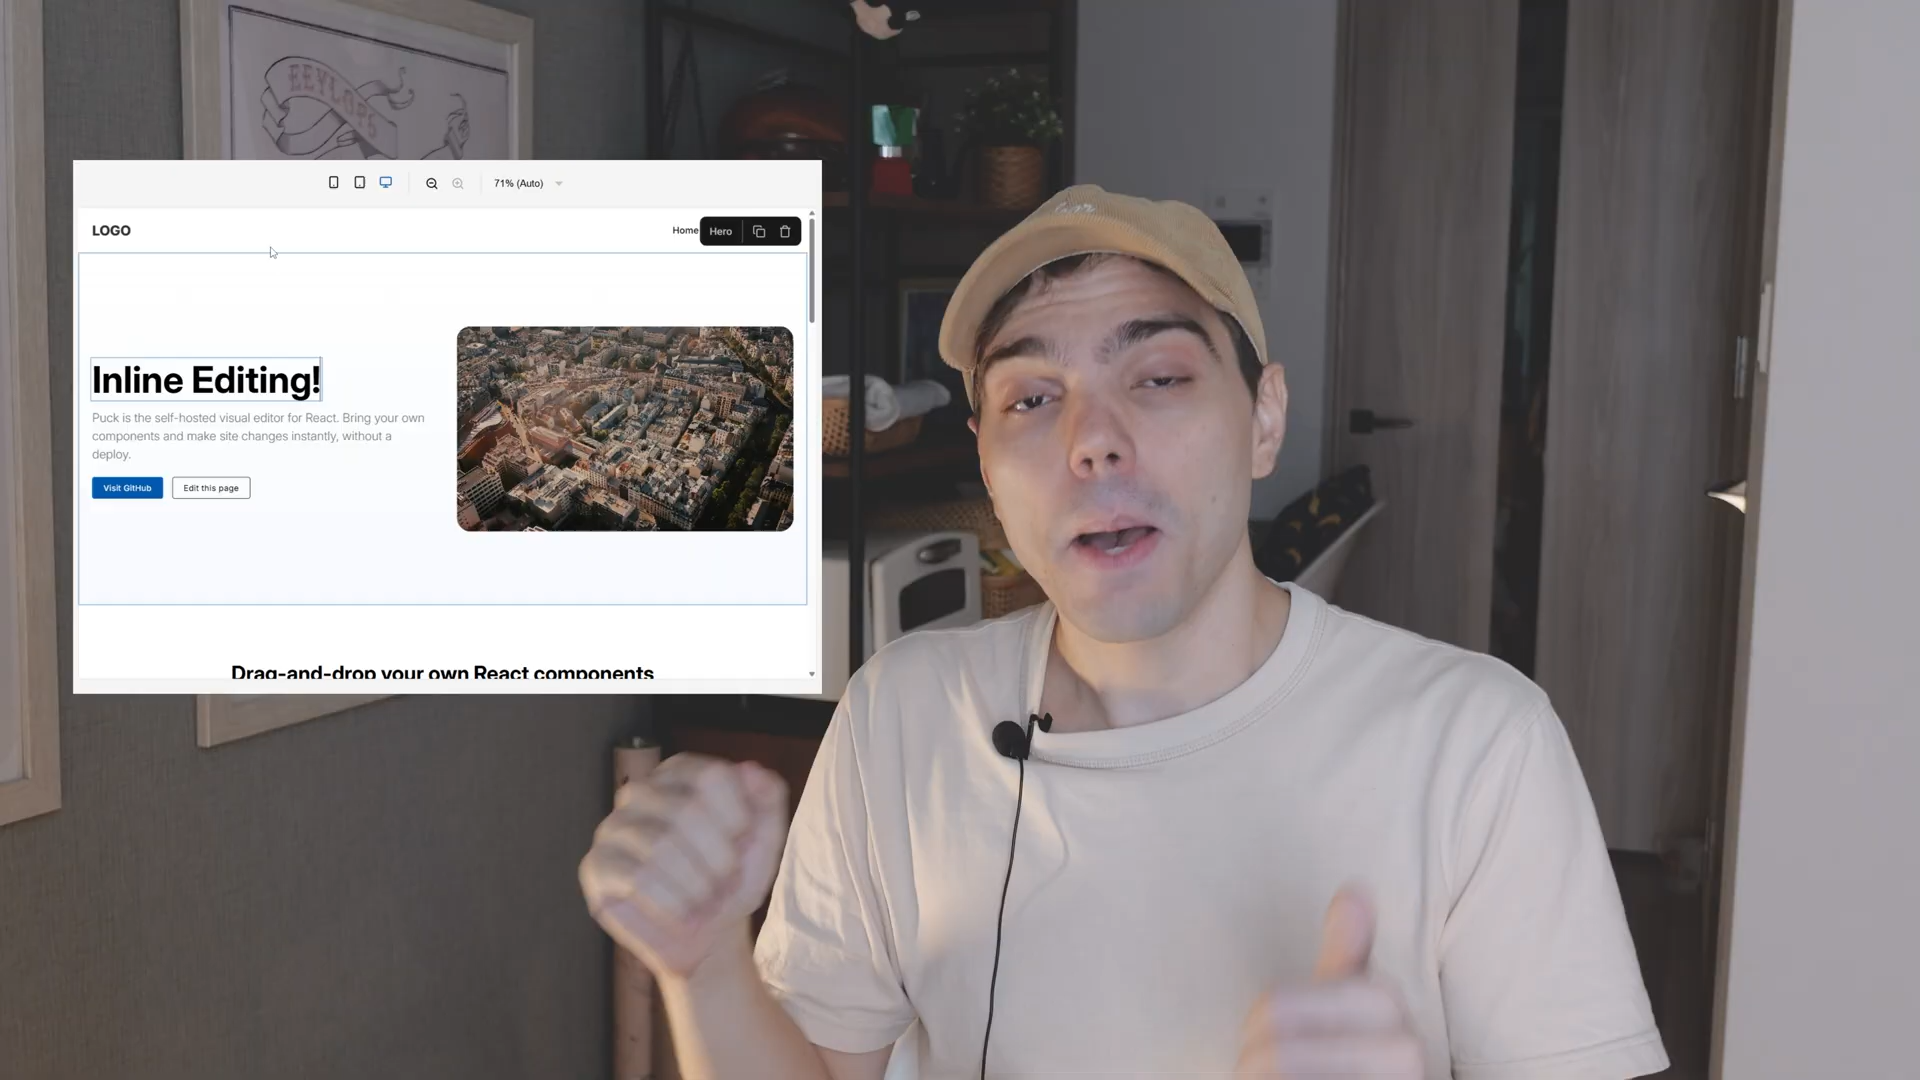 EEYLOPS
71% (Auto)
LOGO
Home
Hero
Inline Editing!
Puck is the self-hosted visual editor for React. Bring your own
components and make site changes instantly, without a
deploy.
Visit GitHub
Edit this page
Drag-and-drop your own React components